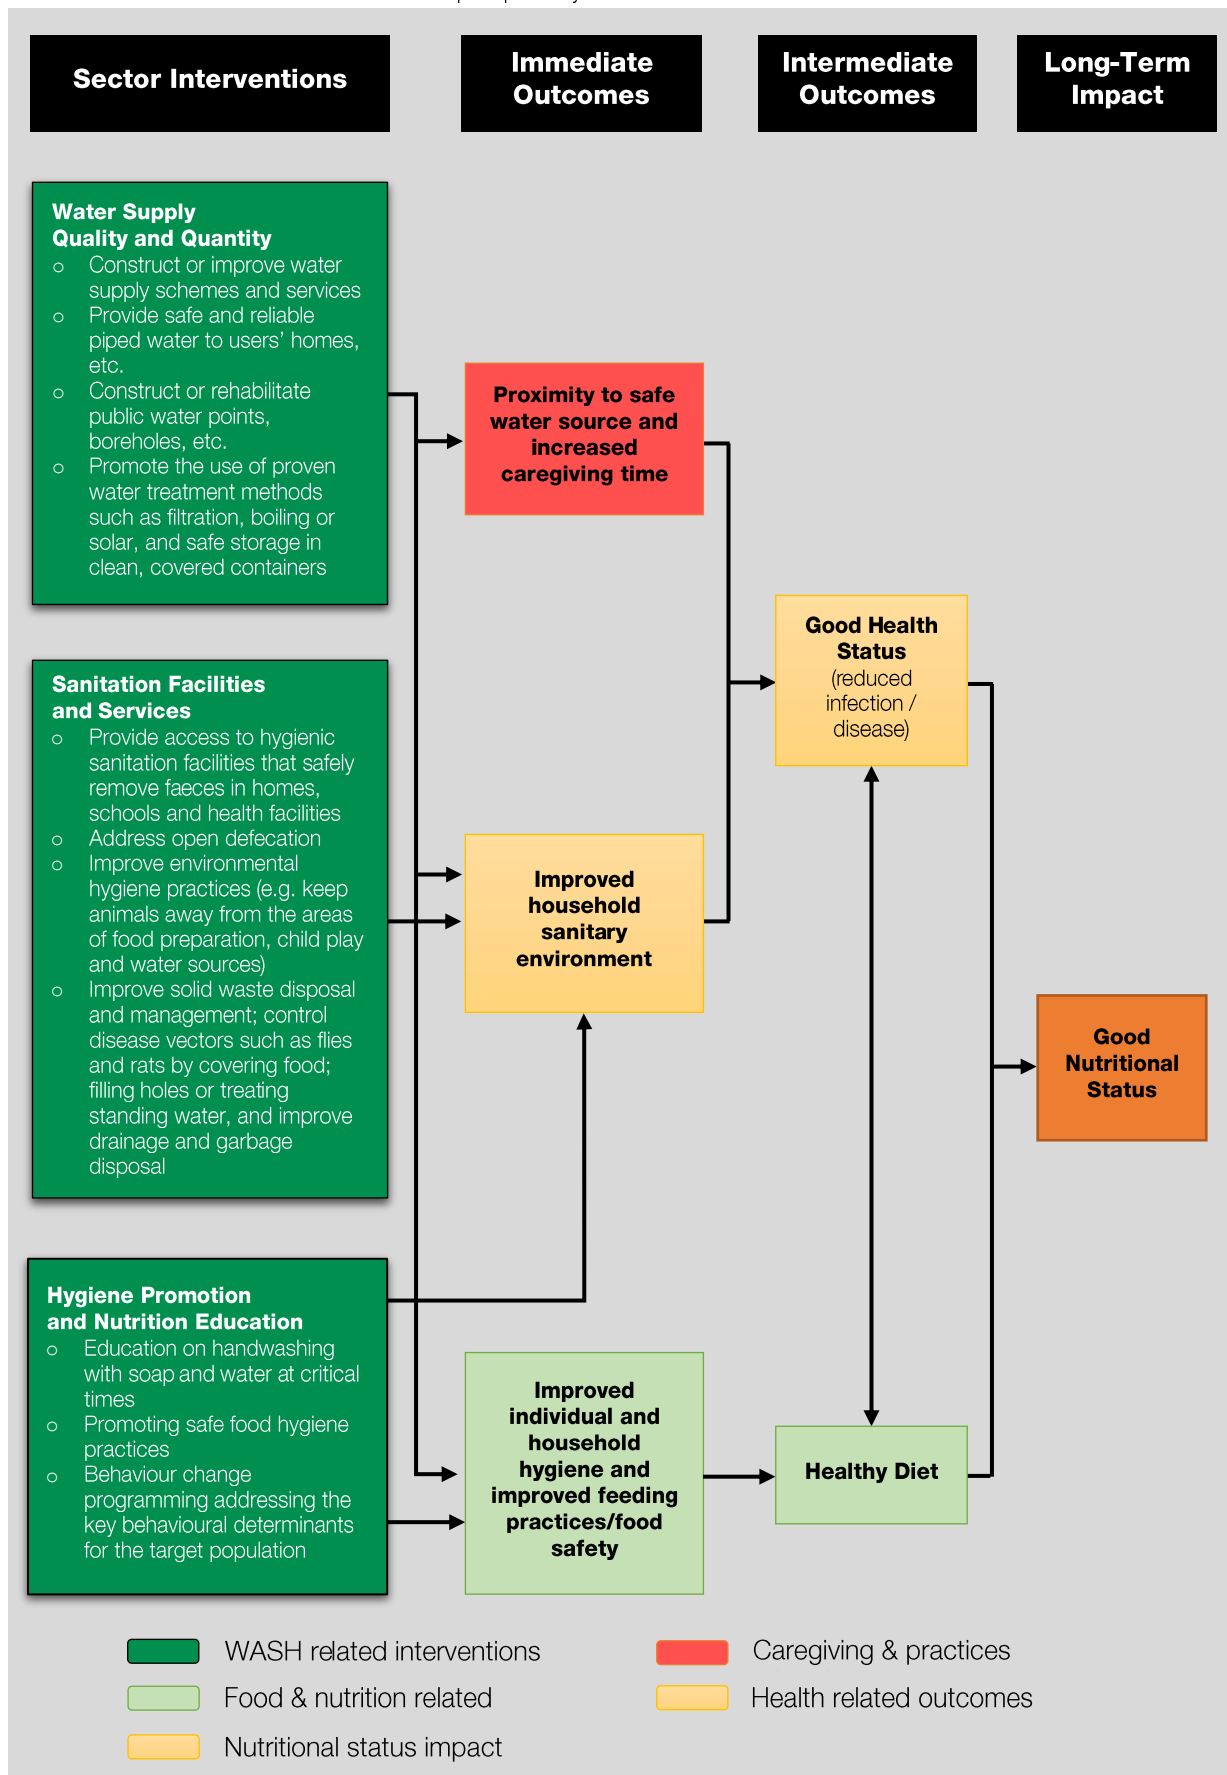 Sector Interventions
Immediate
Outcomes
Intermediate
Outcomes
Long-Term
Impact
Water Supply
Quality and Quantity
o Construct or improve water
supply schemes and services
o Provide safe and reliable
piped water to users’ homes,
etc.
o Construct or rehabilitate
public water points,
boreholes, etc.
o Promote the use of proven
water treatment methods
such as filtration, boiling or
solar, and safe storage in
clean, covered containers
Proximity to safe
water source and
increased
caregiving time
Good Health
Status
(reduced
infection /
disease)
Sanitation Facilities
and Services
o Provide access to hygienic
sanitation facilities that safely
remove faeces in homes,
schools and health facilities
o Address open defecation
o Improve environmental
hygiene practices (e.g. keep
animals away from the areas
of food preparation, child play
and water sources)
o Improve solid waste disposal
and management; control
disease vectors such as flies
and rats by covering food;
filling holes or treating
standing water, and improve
drainage and garbage
disposal
Improved
household
sanitary
environment
Good
Nutritional
Status
Hygiene Promotion
and Nutrition Education
o Education on handwashing
with soap and water at critical
times
o Promoting safe food hygiene
practices
o Behaviour change
programming addressing the
key behavioural determinants
for the target population
Improved
individual and
household
hygiene and
improved feeding
practices/food
safety
Healthy Diet
WASH related interventions
Caregiving & practices
Food & nutrition related
Health related outcomes
Nutritional status impact